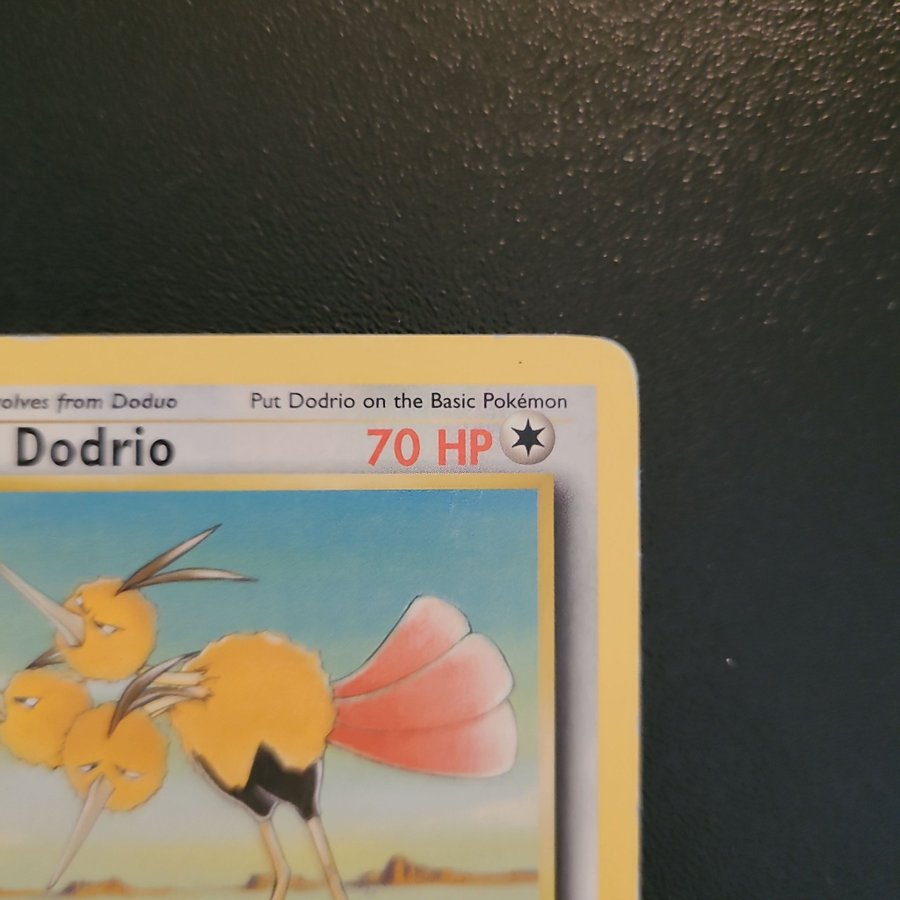 olves from Doduo Put Dodrio on the Basic Pokémon
Dodrio 70 HP